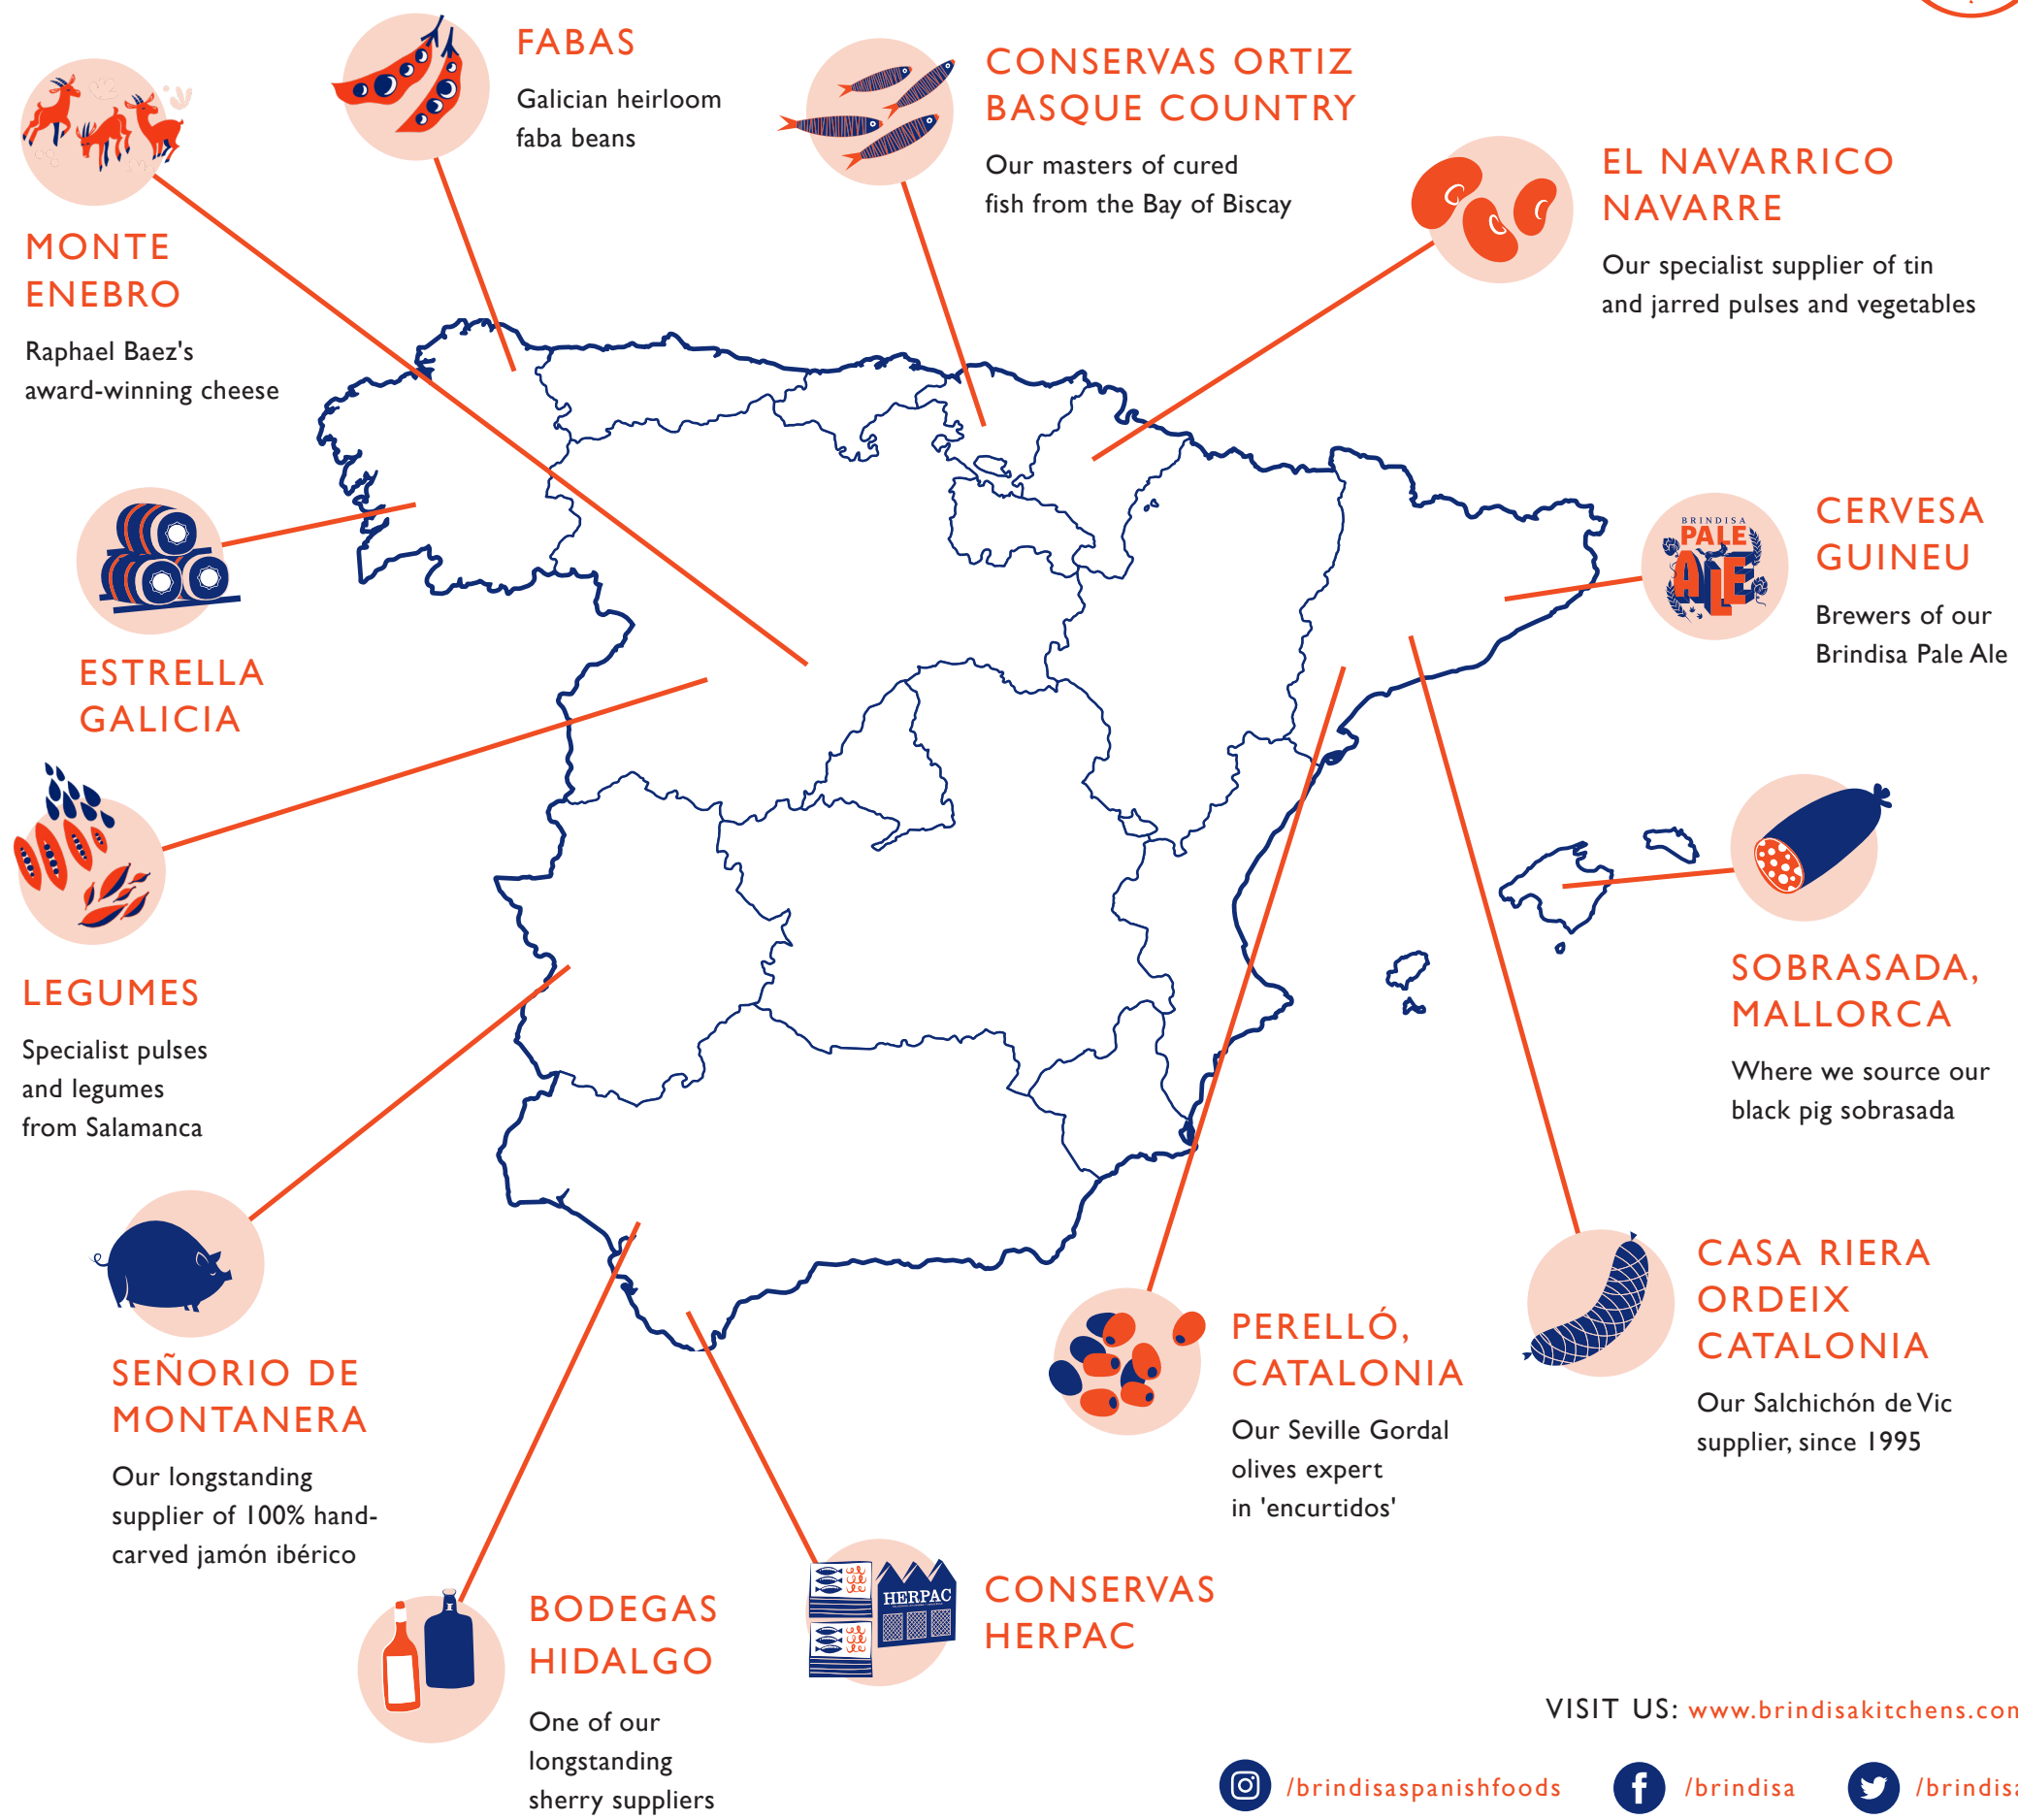 FABAS
Galician heirloom
faba beans
CONSERVAS ORTIZ
BASQUE COUNTRY
Our masters of cured
fish from the Bay of Biscay
EL NAVARRICO
NAVARRE
Our specialist supplier of tin
and jarred pulses and vegetables
MONTE
ENEBRO
Raphael Baez's
award-winning cheese
BRINDISA
PALE
ALE
CERVESA
GUINEU
Brewers of our
Brindisa Pale Ale
ESTRELLA
GALICIA
LEGUMES
Specialist pulses
and legumes
from Salamanca
SOBRASADA,
MALLORCA
Where we source our
black pig sobrasada
SEÑORIO DE
MONTANERA
Our longstanding
supplier of 100% hand-
carved jamón ibérico
PERELLÓ,
CATALONIA
Our Seville Gordal
olives expert
in 'encurtidos'
CASA RIERA
ORDEIX
CATALONIA
Our Salchichón de Vic
supplier, since 1995
BODEGAS
HIDALGO
One of our
longstanding
sherry suppliers
HERPAC
CONSERVAS
HERPAC
VISIT US: www.brindisakitchens.com
/brindisaspanishfoods
/brindisa
/brindisa